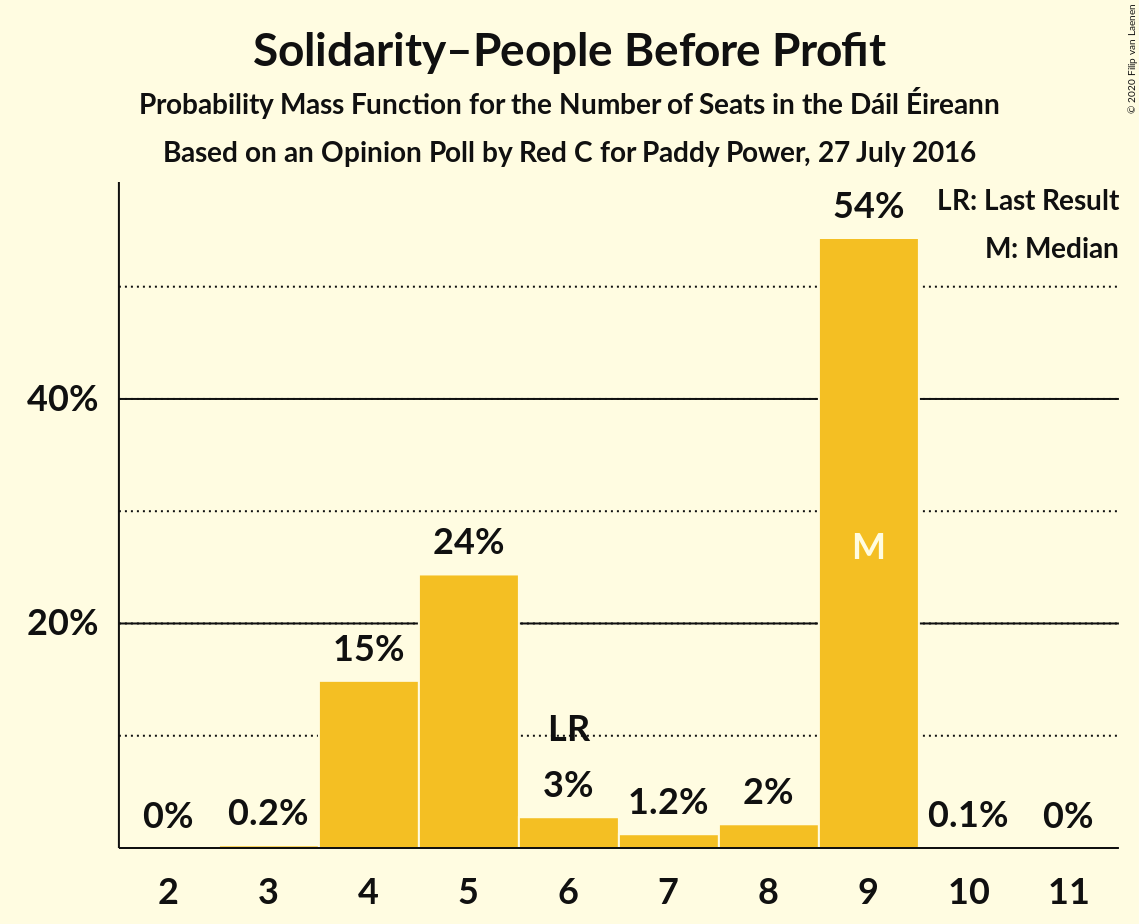 Solidarity–People Before Profit
Probability Mass Function for the Number of Seats in the Dáil Éireann
Based on an Opinion Poll by Red C for Paddy Power, 27 July 2016
© 2020 Filip van Laenen
LR: Last Result
M: Median
54%
40%
24%
M
20%
15%
LR
0%
0.2%
3%
1.2%
2%
0.1%
0%
2 3 4 5 6 7 8 9 10 11